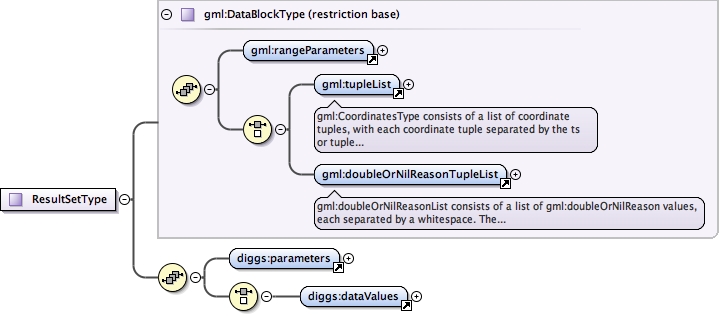 gml:DataBlockType (restriction base)
gml:rangeParameters
gml:tupleList
gml:CoordinatesType consists of a list of coordinate
tuples, with each coordinate tuple separated by the ts
or tuple...
gml:doubleOrNilReasonTupleList
gml:doubleOrNilReasonList consists of a list of gml:doubleOrNilReason values,
each separated by a whitespace. The...
ResultSetType
diggs:parameters
diggs:dataValues